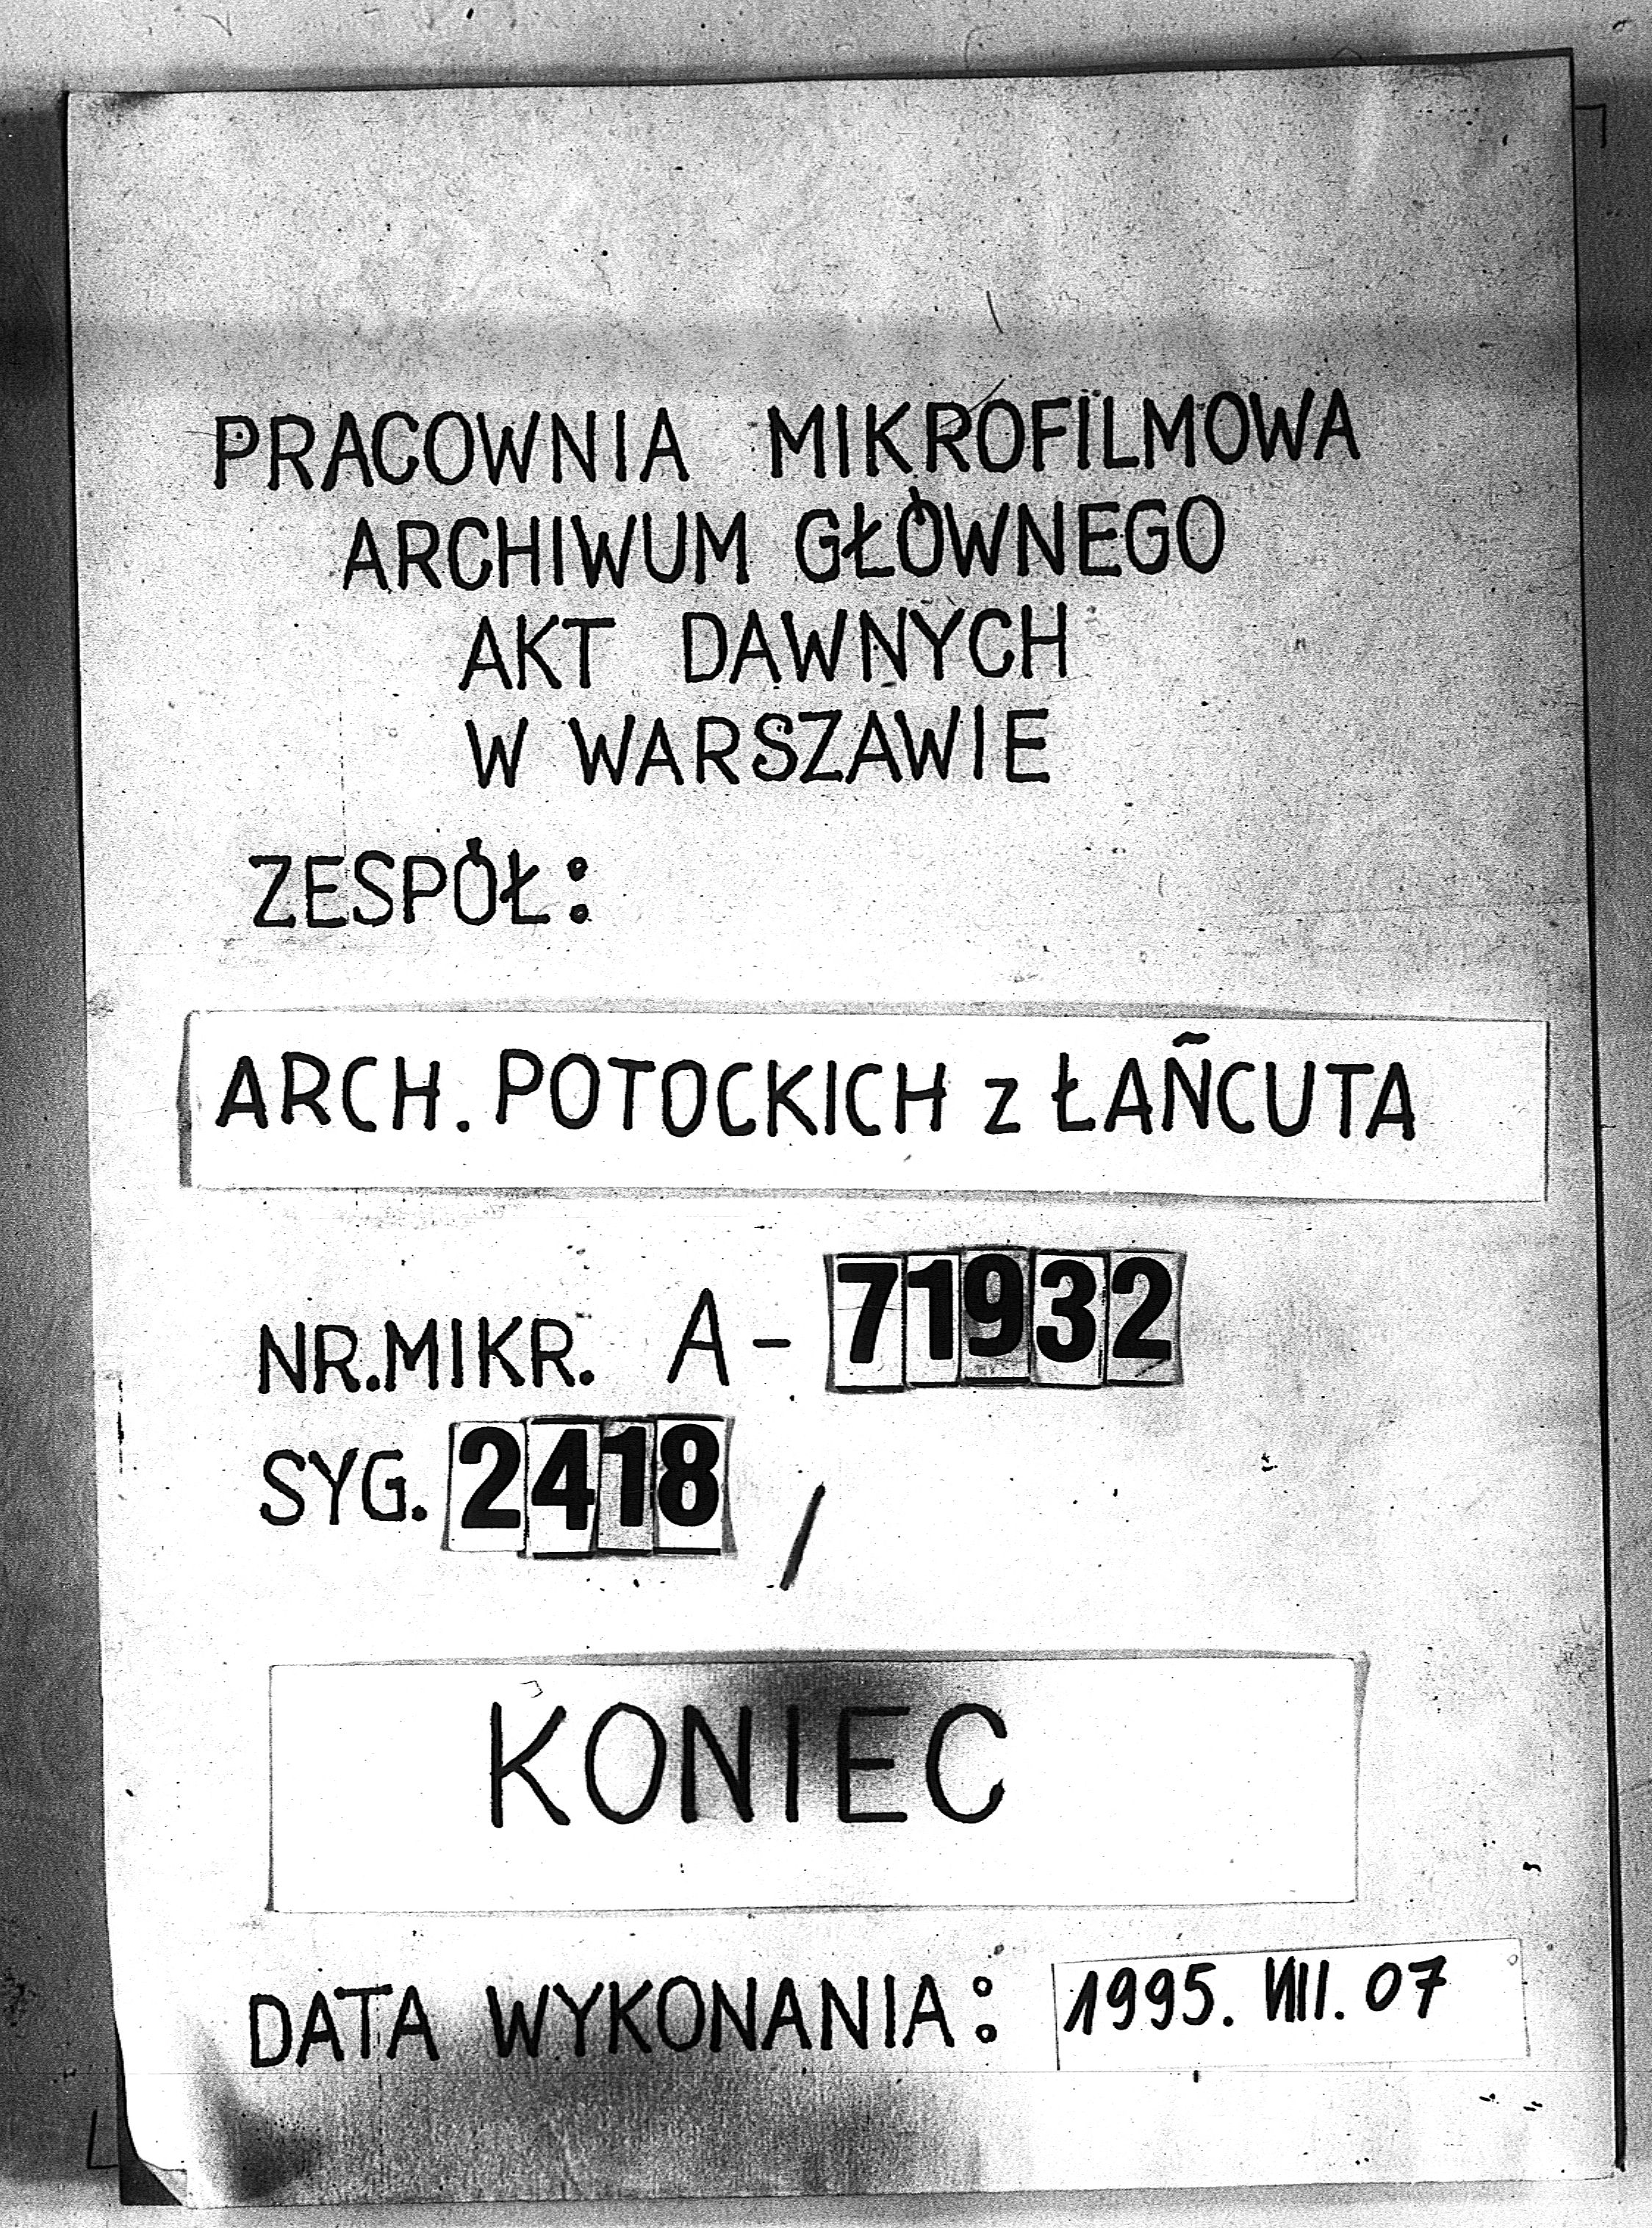 PRACOWNIA MIKROFILMOWA
ARCHIWUM GŁÓWNEGO
AKT DAWNYCH
W WARSZAWIE
ZESPÓŁ:
ARCH. POTOCKICH z ŁAŃCUTA
NR.MIKR. A-71932
SYG. 2418 /
KONIEC
DATA WYKONANIA: 1995. VIII. 07